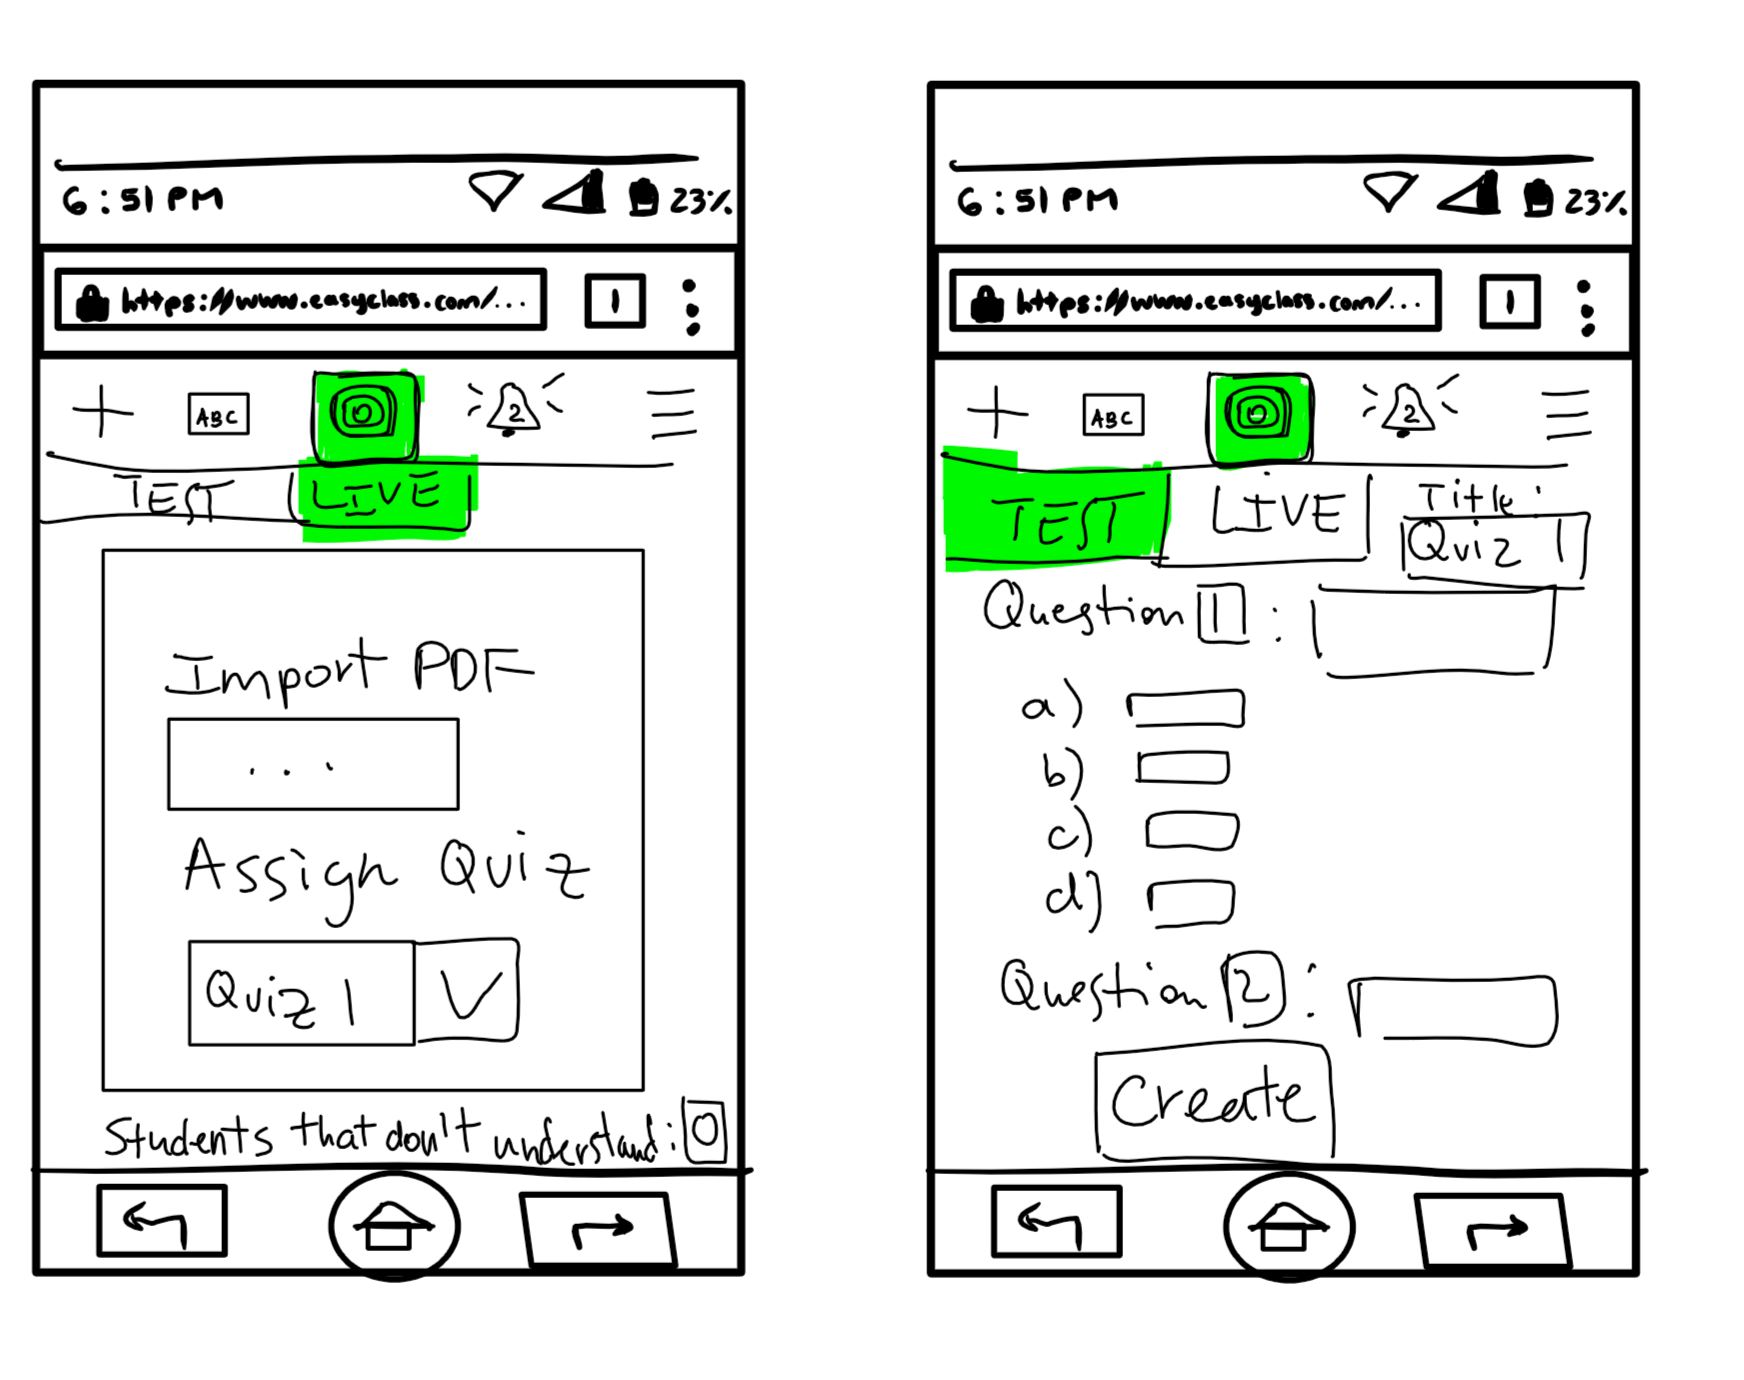 6:51 PM 23%
https://www.easyclass.com/... 1
ABC 2
TEST LIVE
Import PDF
...
Assign Quiz
Quiz 1
Students that don't understand: 0
6:51 PM 23%
https://www.easyclass.com/... 1
ABC 2
TEST LIVE Title:
Quiz 1
Question 1:
a)
b)
c)
d)
Question 2:
Create